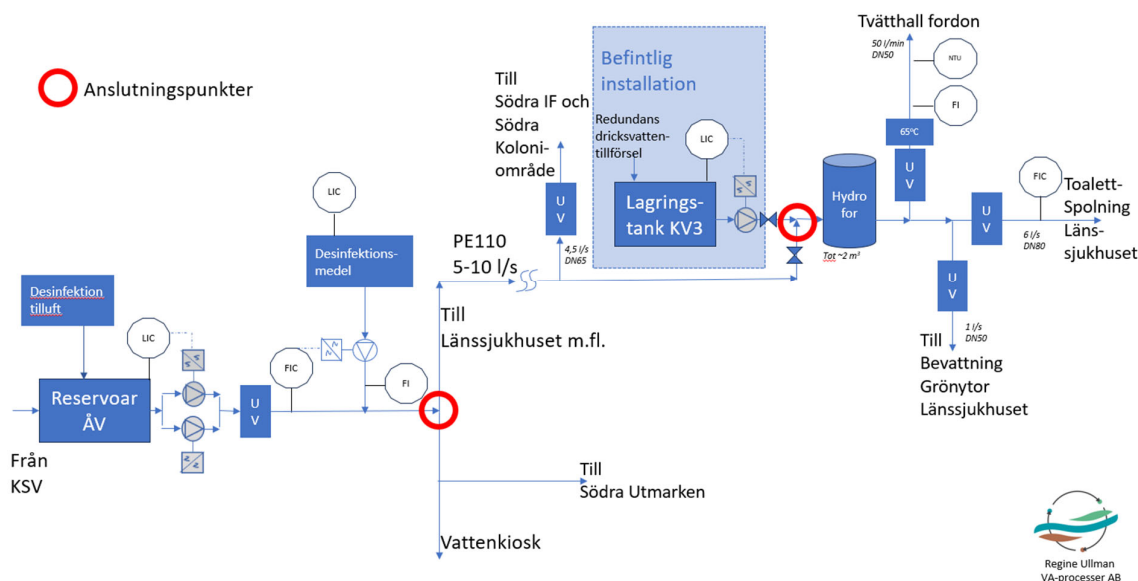 Anslutningspunkter
Desinfektion
tilluft
LIC
Reservoar
ÅV
Från
KSV
U
V
FIC
LIC
Desinfektions-
medel
FI
PE110
5-10 l/s
Till
Länssjukhuset m.fl.
Till
Södra Utmarken
Vattenkiosk
Till
Södra IF och
Södra
Koloni-
område
U
V
4,5 l/s
DN65
Befintlig
installation
Redundans
dricksvatten-
tillförsel
LIC
Lagrings-
tank KV3
Hydro
for
Tot ~2 m³
Tvätthall fordon
50 l/min
DN50
NTU
FI
65°C
U
V
U
V
FIC
6 l/s
DN80
Toalett-
Spolning
Läns-
sjukhuset
U
V
1 l/s
DN50
Till
Bevattning
Grönytor
Länssjukhuset
Regine Ullman
VA-processer AB